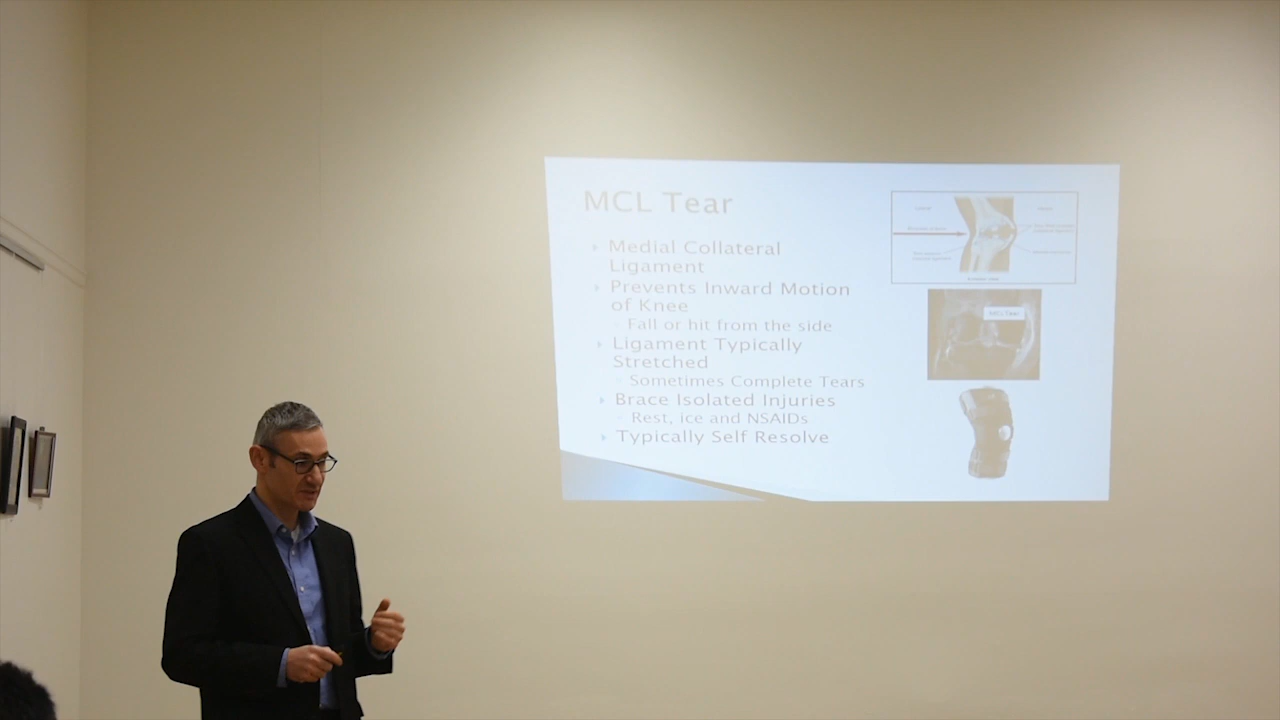 MCL Tear
Medial Collateral
Ligament
Prevents Inward Motion
of Knee
Fall or hit from the side
Ligament Typically
Stretched
Sometimes Complete Tears
Brace Isolated Injuries
Rest, ice and NSAIDs
Typically Self Resolve
MCL Tear